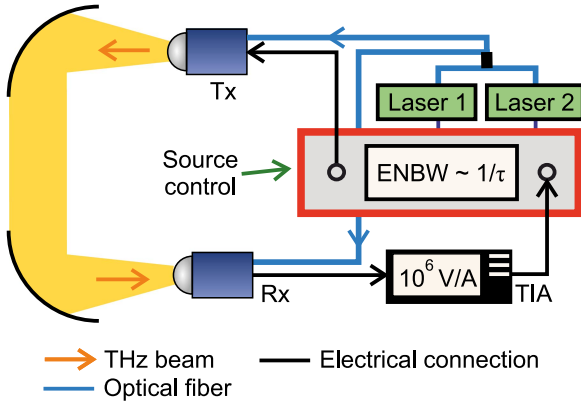 Tx
Laser 1
Laser 2
Source
control
ENBW ~ 1/τ
Rx
10⁶ V/A
TIA
THz beam
Electrical connection
Optical fiber